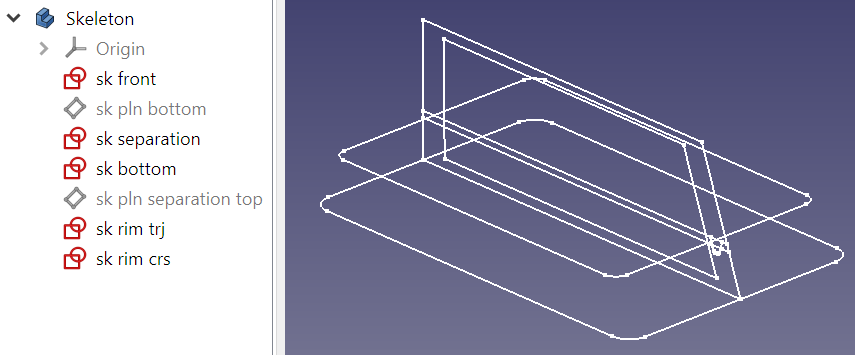 Skeleton
Origin
sk front
sk pln bottom
sk separation
sk bottom
sk pln separation top
sk rim trj
sk rim crs